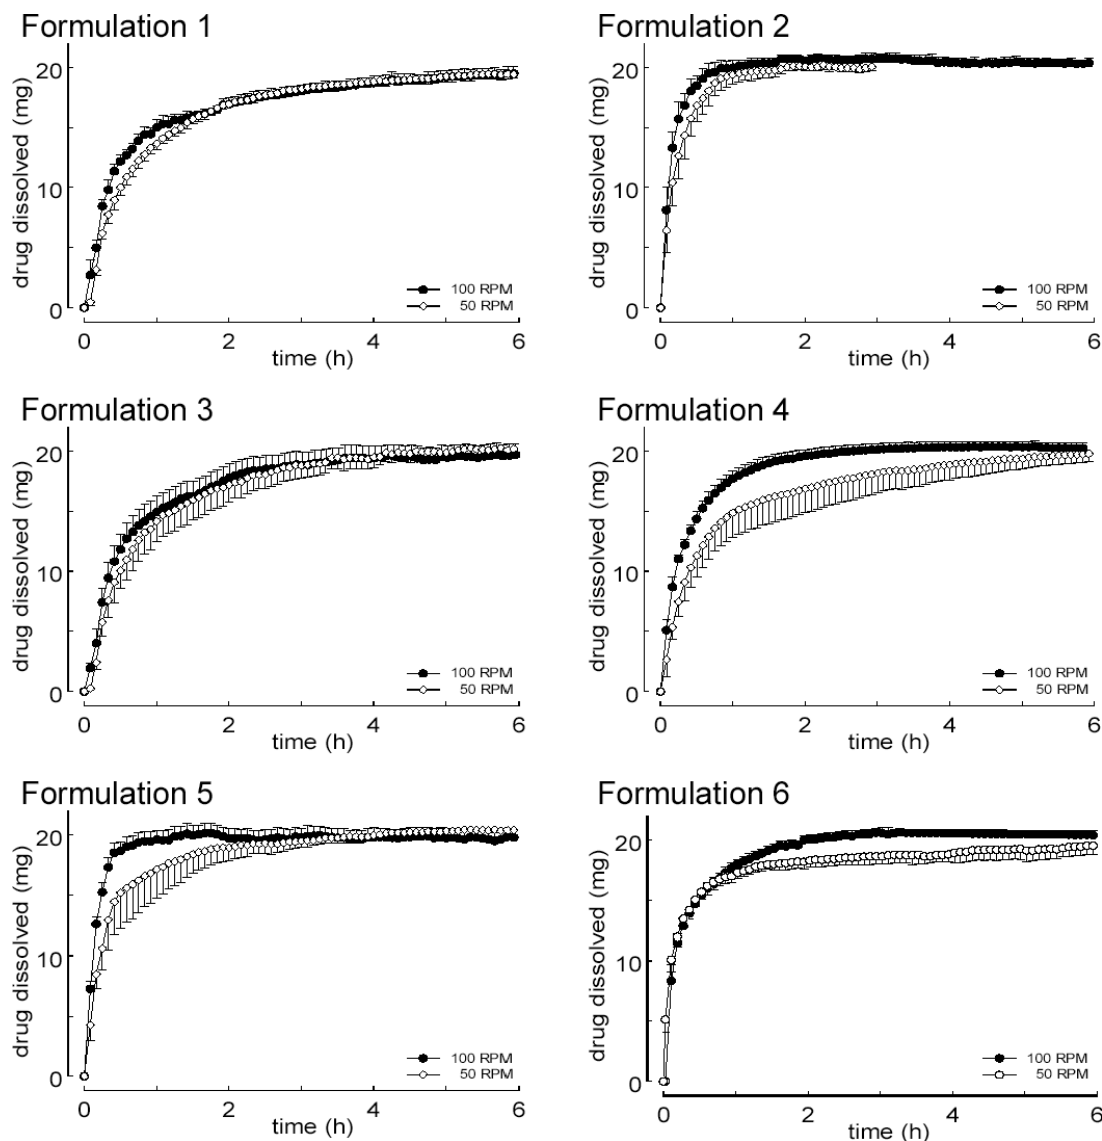 Formulation 1
drug dissolved (mg)
20
10
0
100 RPM
50 RPM
0 2 4 6
time (h)
Formulation 2
drug dissolved (mg)
20
10
0
100 RPM
50 RPM
0 2 4 6
time (h)
Formulation 3
drug dissolved (mg)
20
10
0
100 RPM
50 RPM
0 2 4 6
time (h)
Formulation 4
drug dissolved (mg)
20
10
0
100 RPM
50 RPM
0 2 4 6
time (h)
Formulation 5
drug dissolved (mg)
20
10
0
100 RPM
50 RPM
0 2 4 6
time (h)
Formulation 6
drug dissolved (mg)
20
10
0
100 RPM
50 RPM
0 2 4 6
time (h)